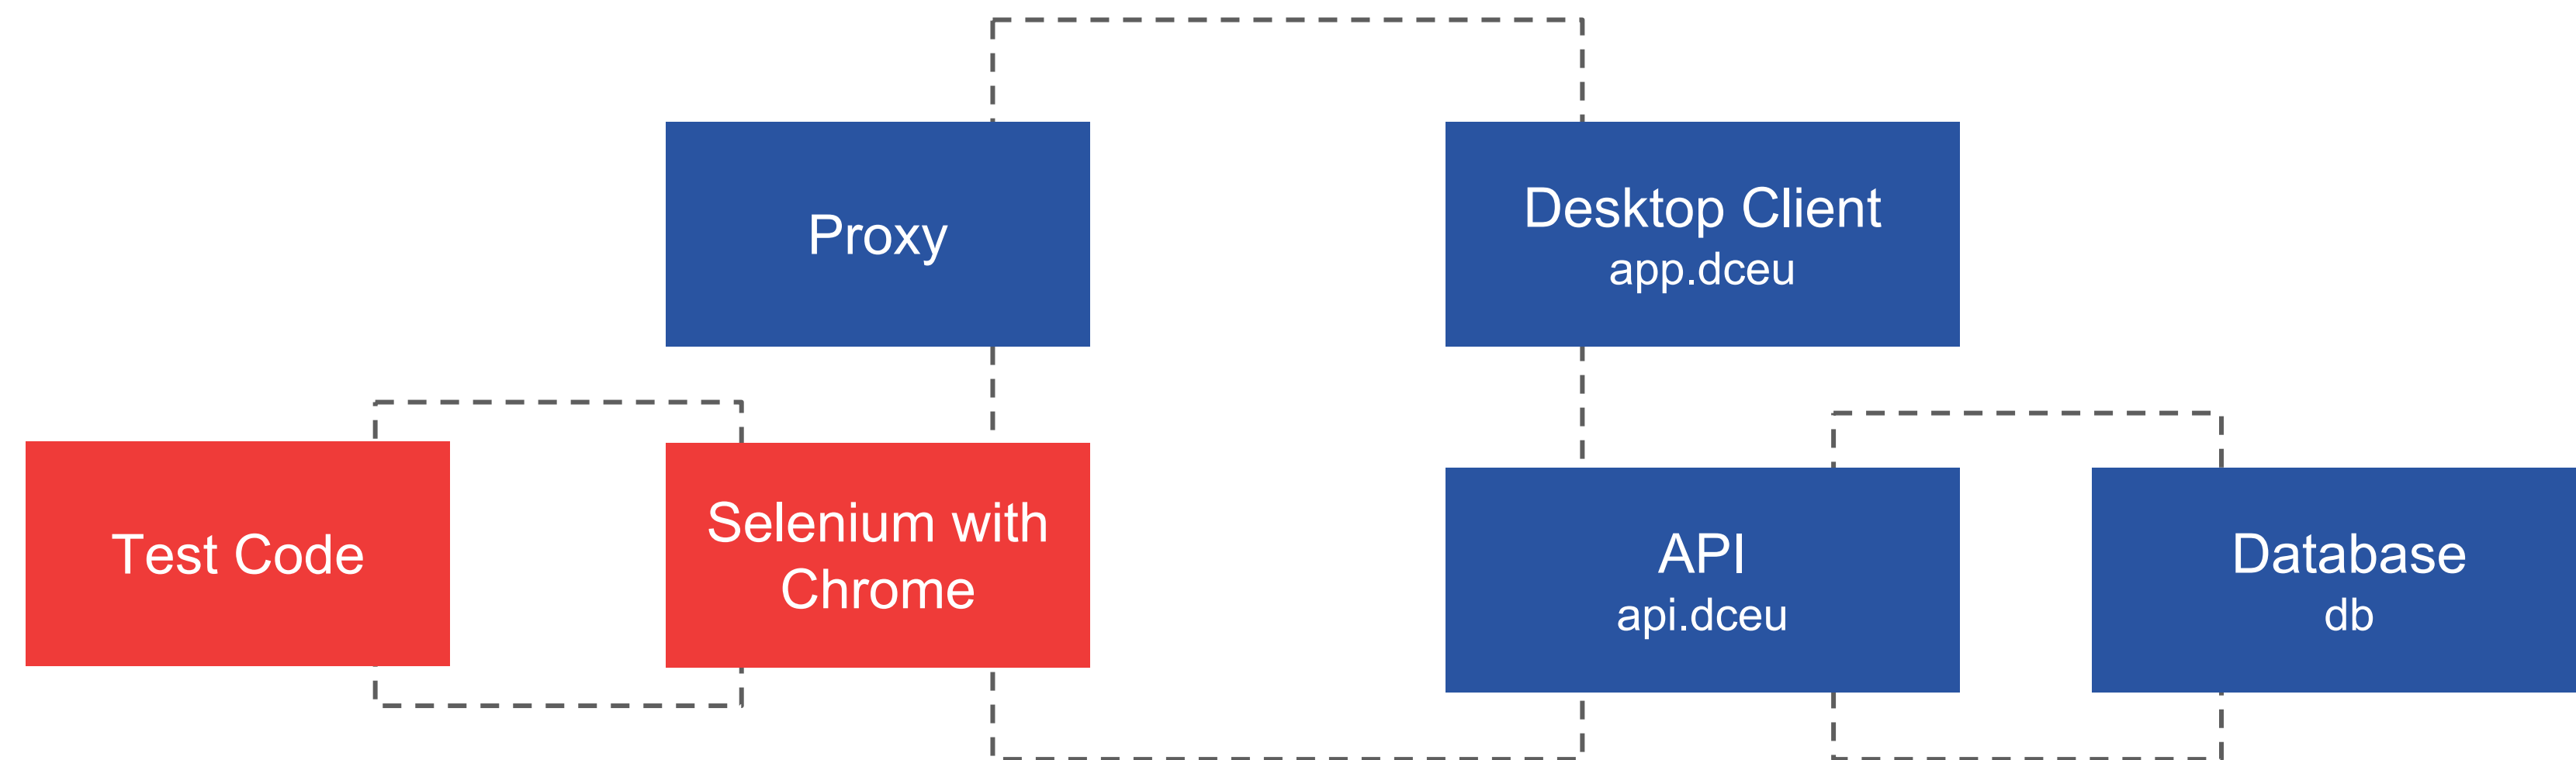 Proxy
Desktop Client
app.dceu
Test Code
Selenium with
Chrome
API
api.dceu
Database
db